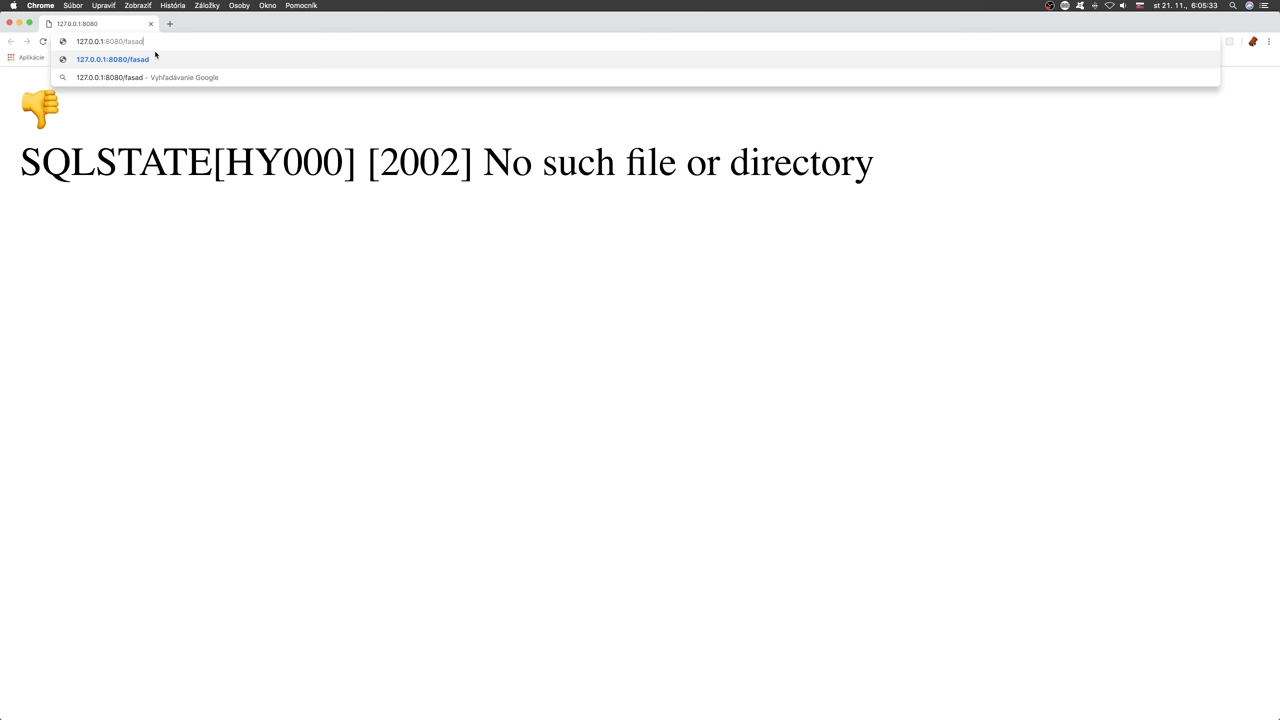 Chrome Súbor Upraviť Zobraziť História Záložky Osoby Okno Pomocník st 21. 11., 6:05:33
127.0.0.1:8080
127.0.0.1:8080/fasad
Aplikácie
127.0.0.1:8080/fasad
127.0.0.1:8080/fasad - Vyhľadávanie Google
SQLSTATE[HY000] [2002] No such file or directory